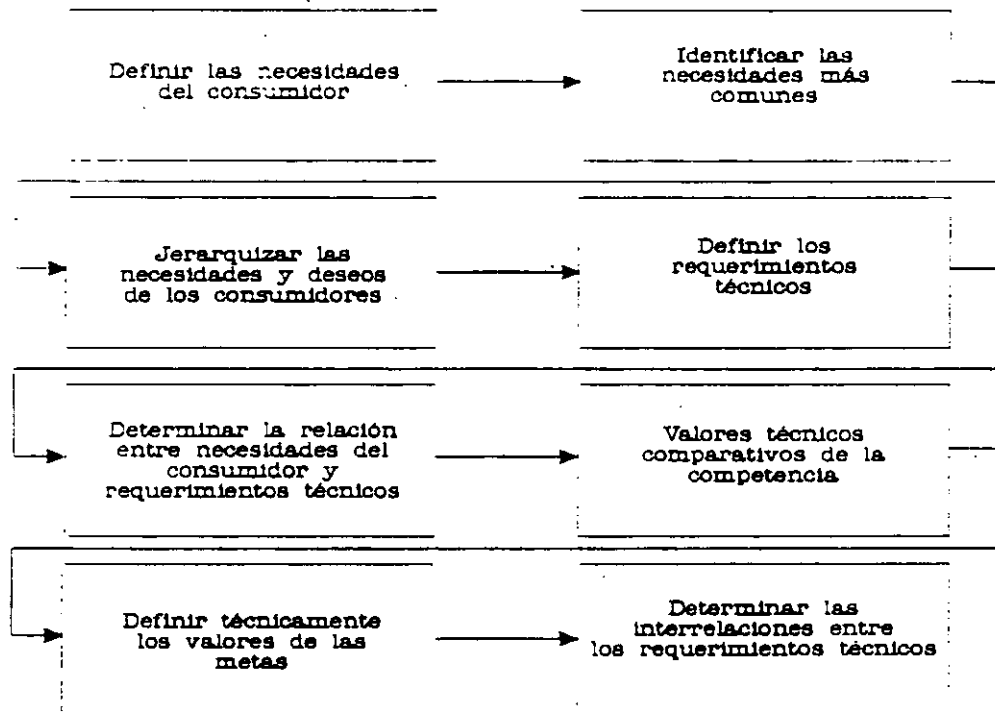 Definir las necesidades
del consumidor
Identificar las
necesidades más
comunes
Jerarquizar las
necesidades y deseos
de los consumidores
Definir los
requerimientos
técnicos
Determinar la relación
entre necesidades del
consumidor y
requerimientos técnicos
Valores técnicos
comparativos de la
competencia
Definir técnicamente
los valores de las
metas
Determinar las
interrelaciones entre
los requerimientos técnicos